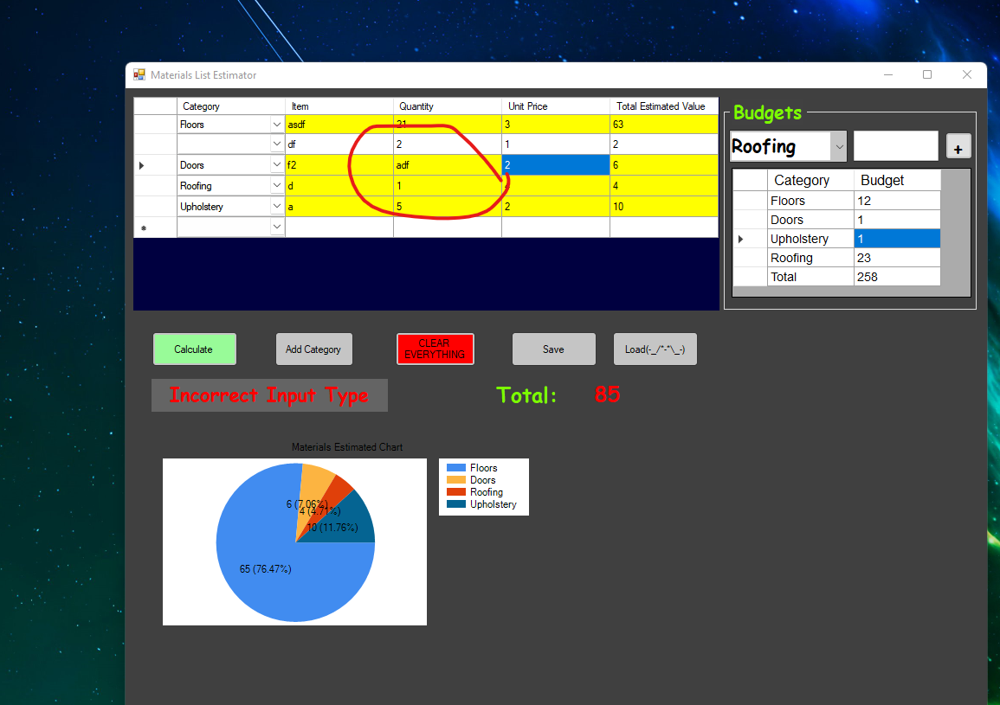 Materials List Estimator
Category Item Quantity Unit Price Total Estimated Value
Floors asdf 21 3 63
df 2 1 2
Doors f2 adf 2 6
Roofing d 1 4 4
Upholstery a 5 2 10
Budgets
Roofing +
Category Budget
Floors 12
Doors 1
Upholstery 1
Roofing 23
Total 258
Calculate Add Category CLEAR EVERYTHING Save Load(-_/*-*\_-)
Incorrect Input Type Total: 85
Materials Estimated Chart
6 (7.06%)
4 (4.71%)
10 (11.76%)
65 (76.47%)
Floors
Doors
Roofing
Upholstery